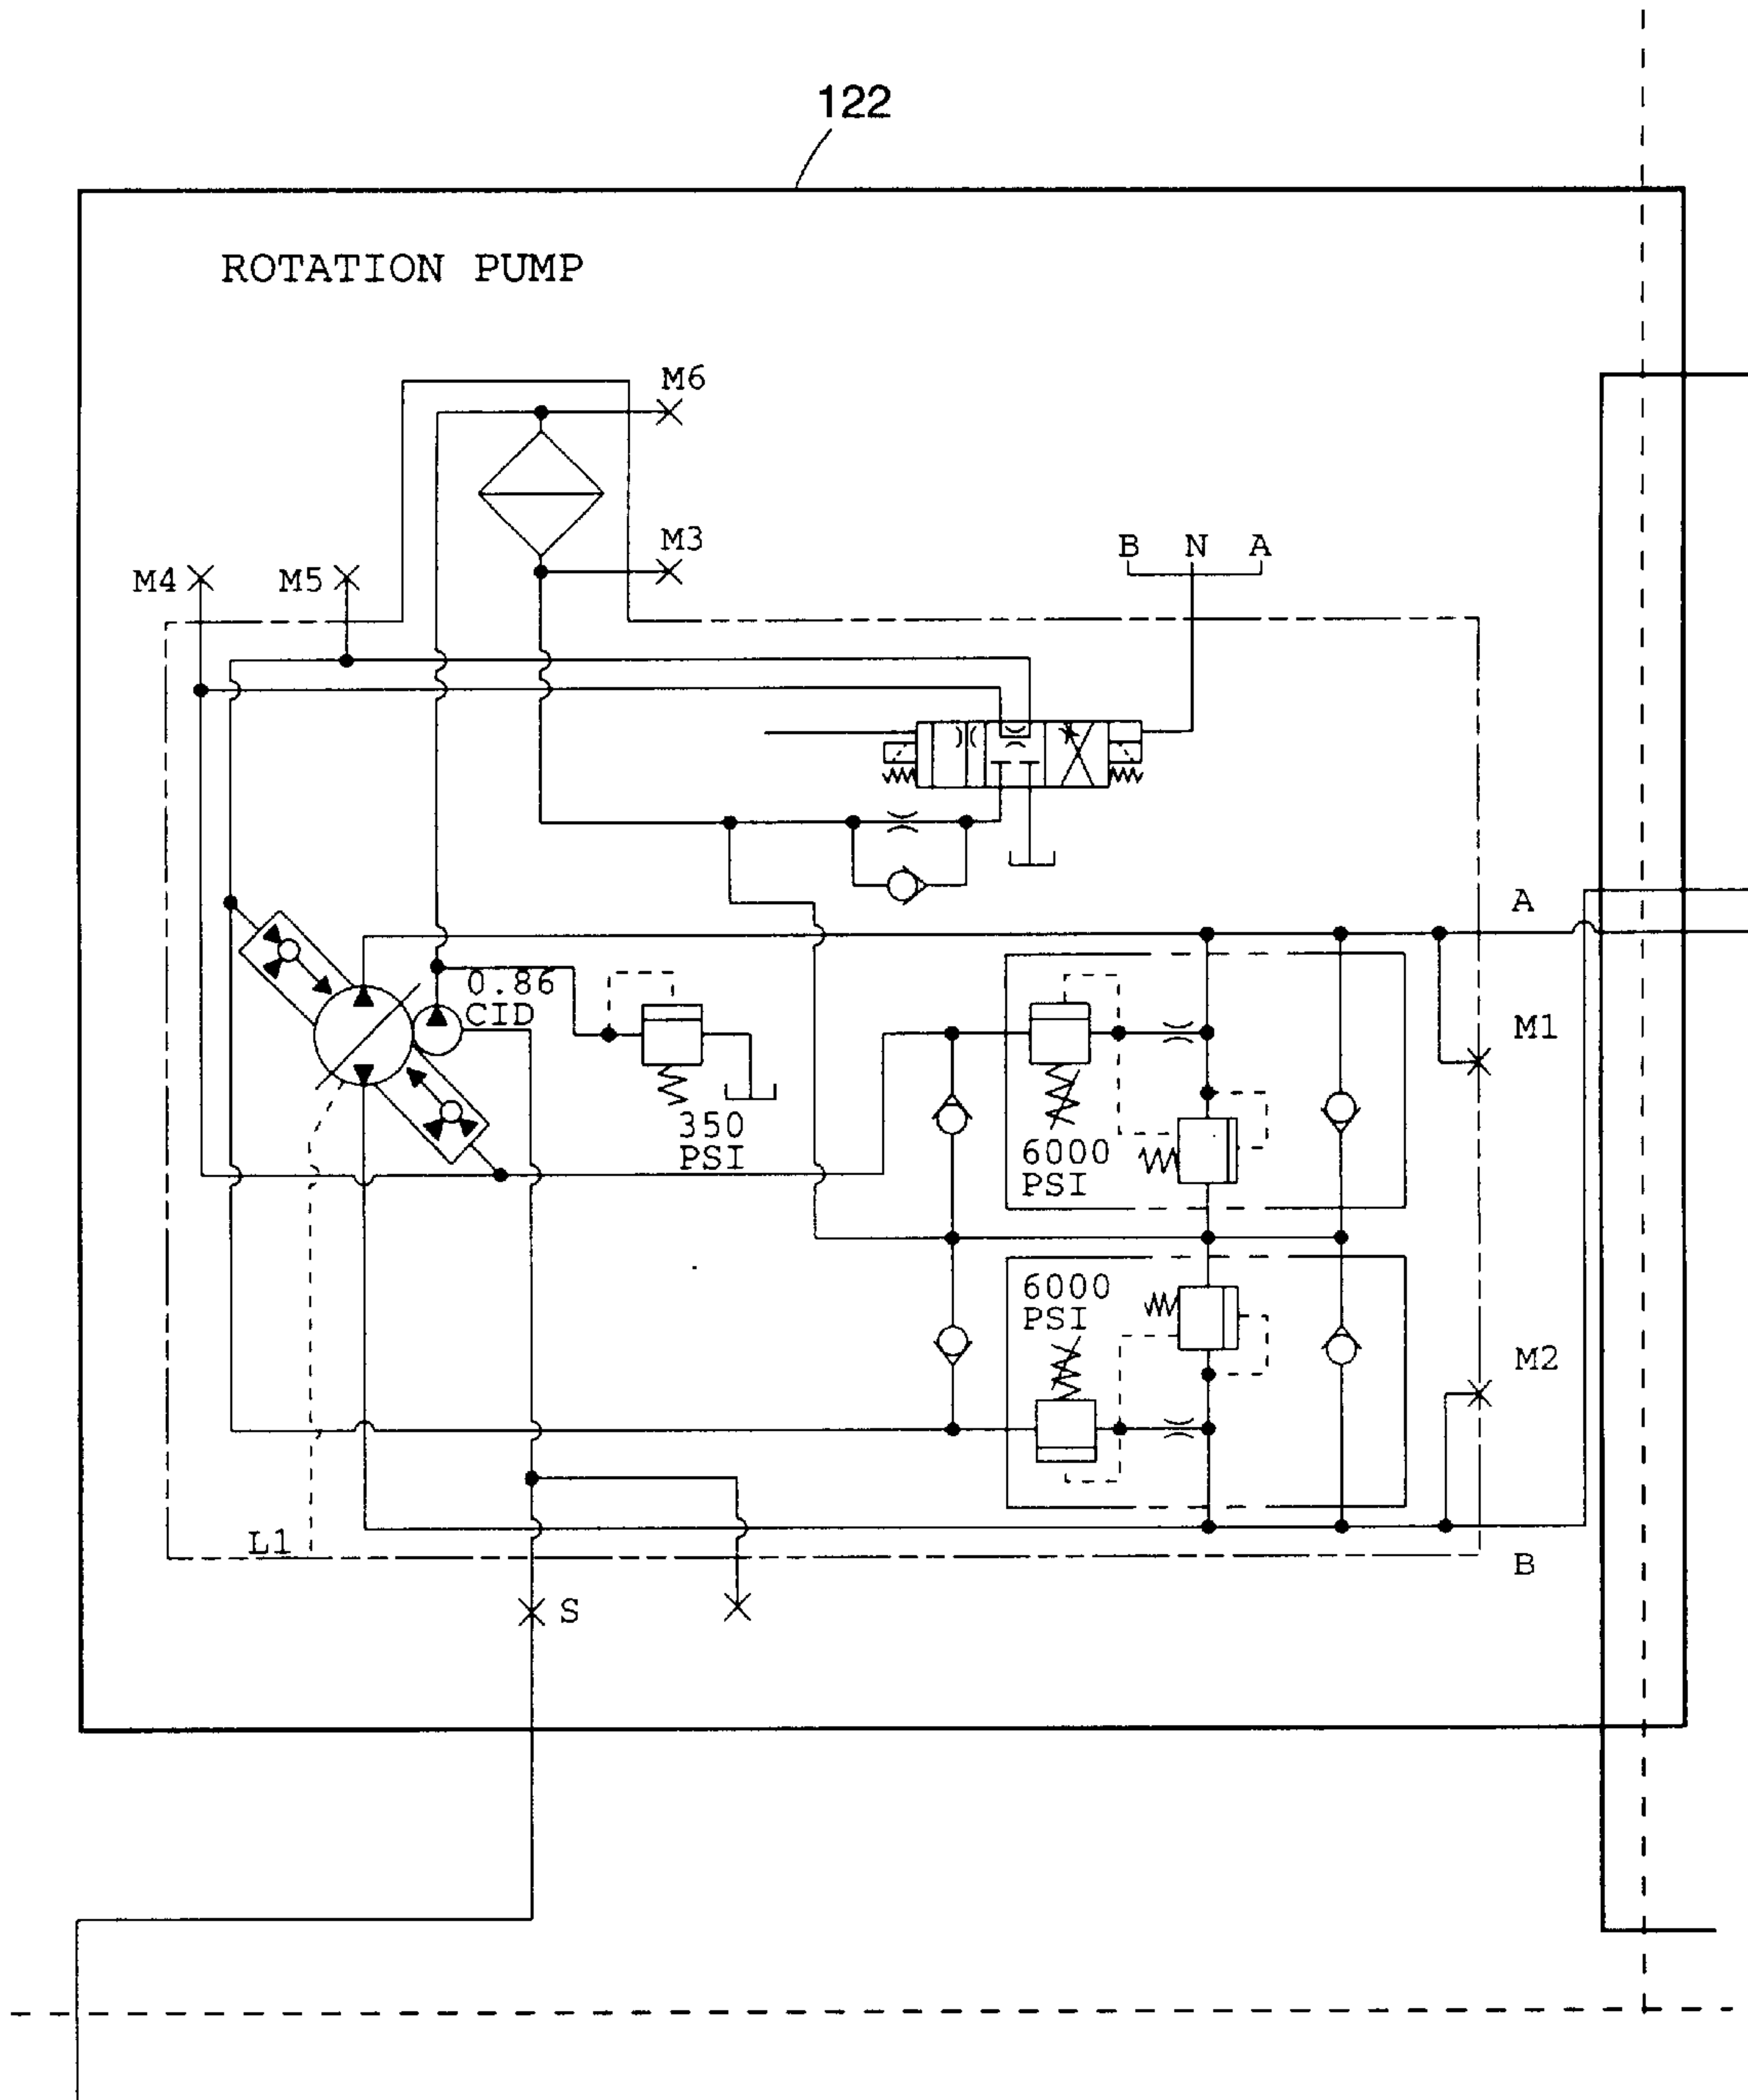 122
ROTATION PUMP
M6
M3
B N A
M4
M5
A
0.86
CID
M1
350
PSI
6000
PSI
6000
PSI
M2
L1
B
S